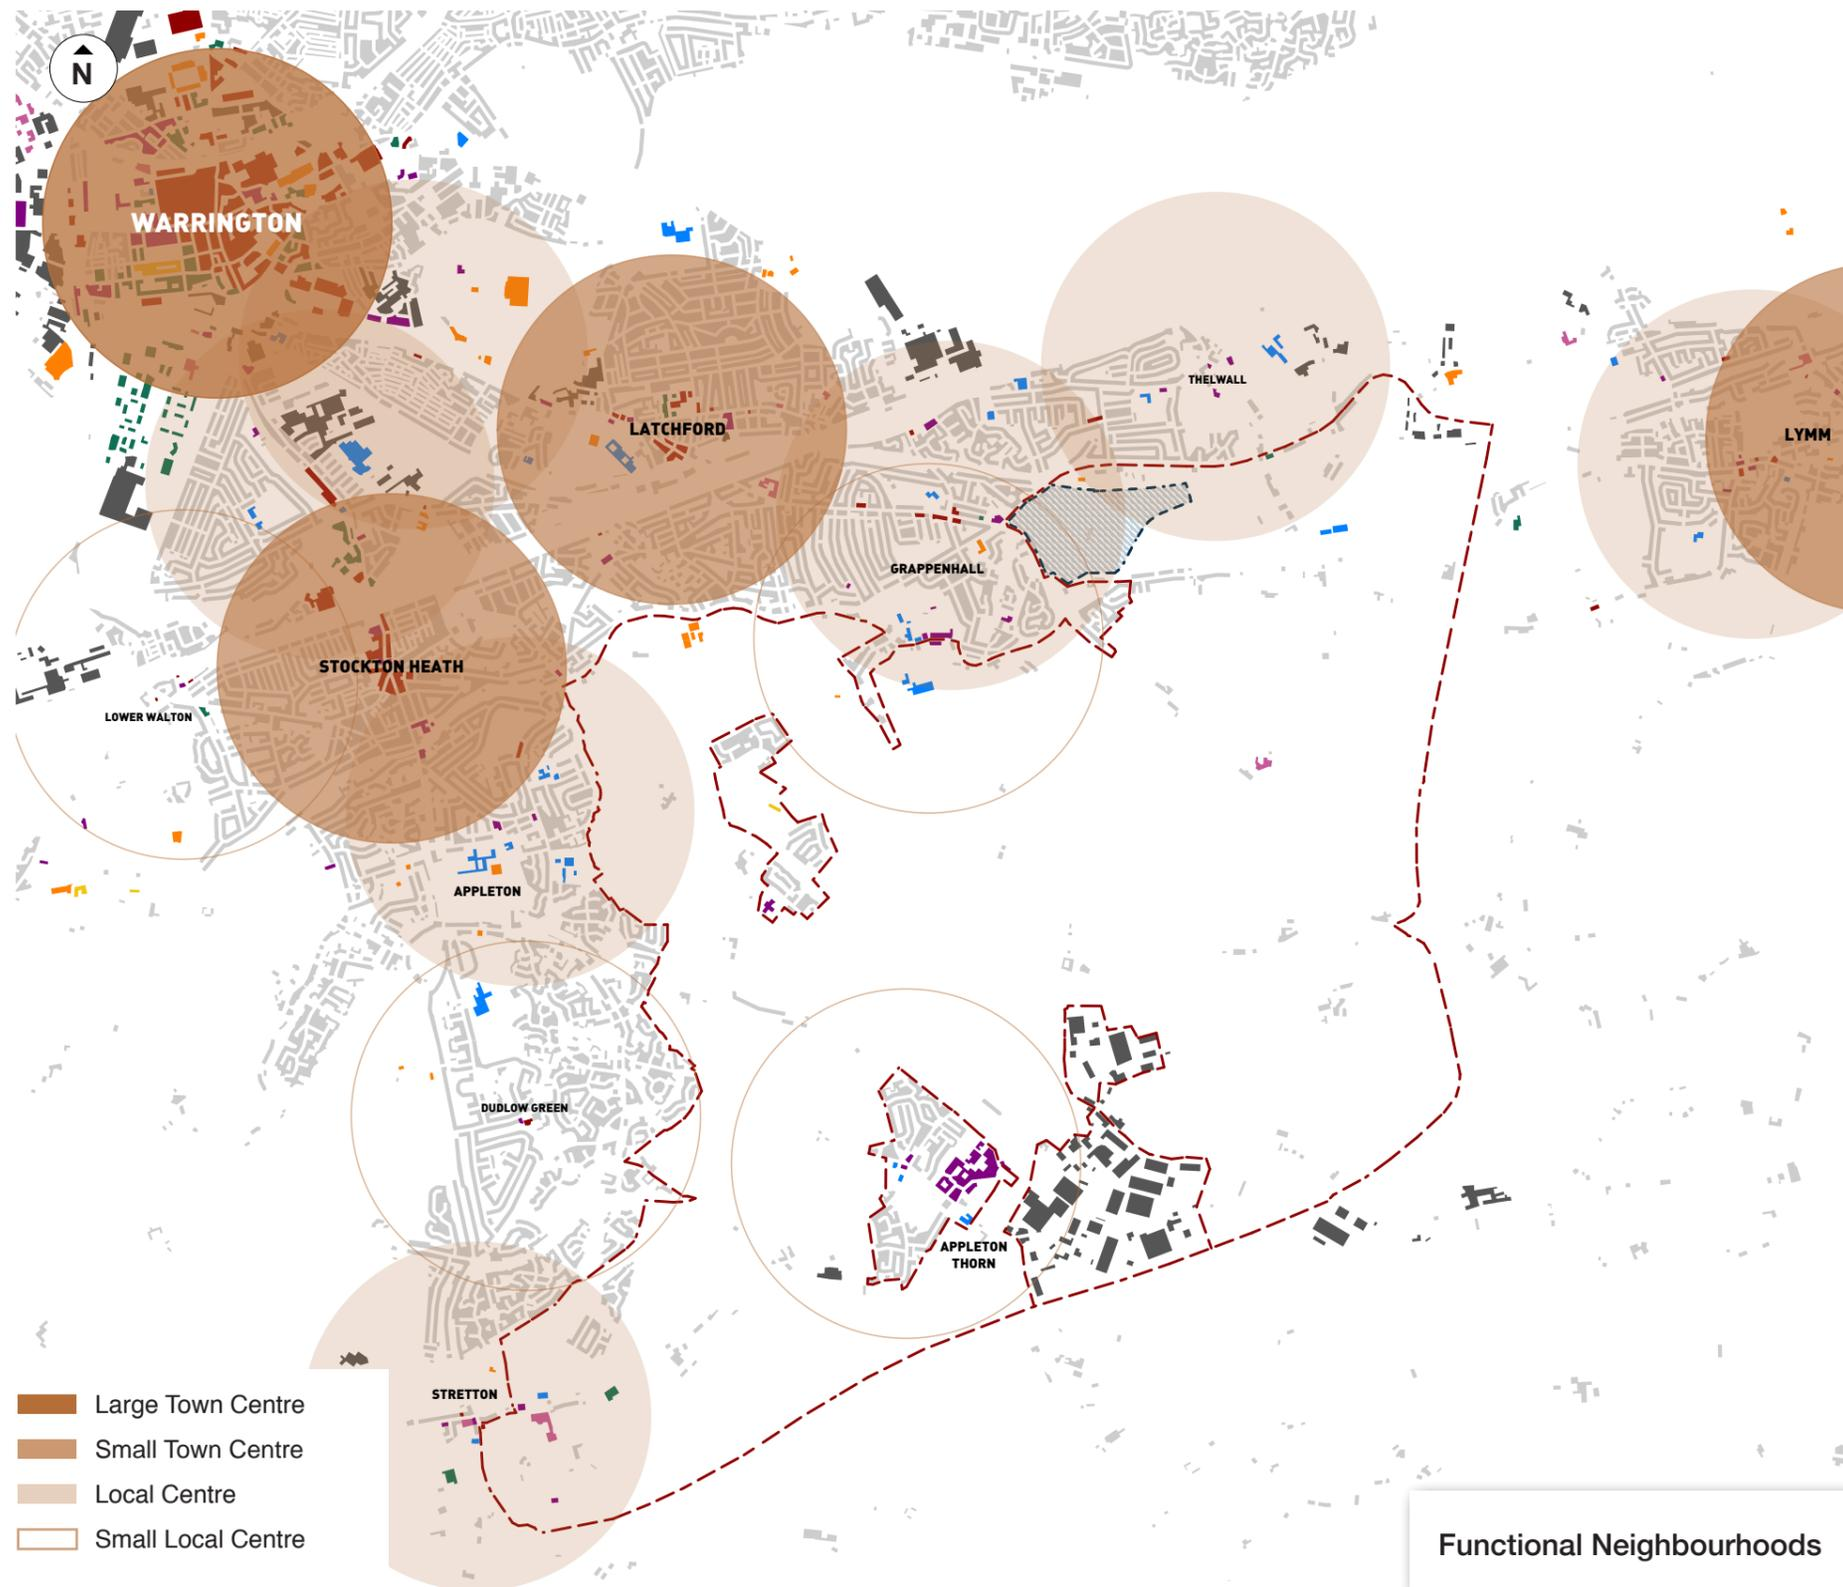 N
WARRINGTON
THELWALL
LATCHFORD
LYMM
GRAPPENHALL
STOCKTON HEATH
LOWER WALTON
APPLETON
DUDLOW GREEN
APPLETON
THORN
STRETTON
Large Town Centre
Small Town Centre
Local Centre
Small Local Centre
Functional Neighbourhoods